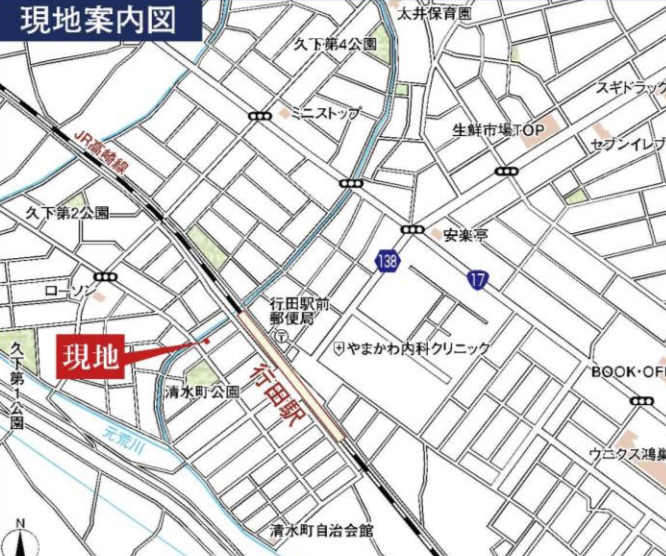 現地案内図
太井保育園
久下第4公園
スギドラッグ
ミニストップ
生鮮市場TOP
セブンイレブ
JR高崎線
久下第2公園
安楽亭
138
17
ローソン
行田駅前
郵便局
現地
やまかわ内科クリニック
久下第1公園
行田駅
清水町公園
BOOK・OF
元荒川
ウニクス鴻巣
清水町自治会館
N